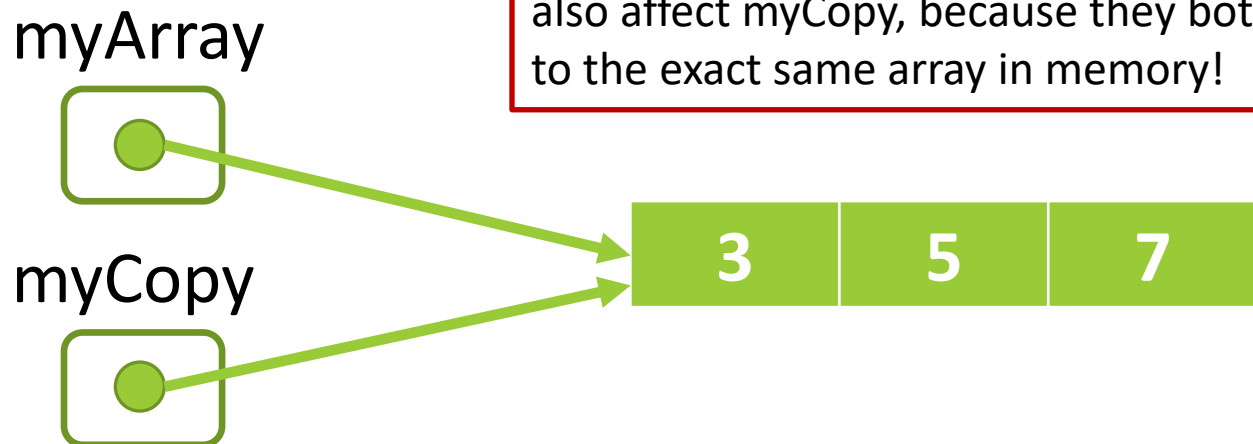 also affect myCopy, because they bot
to the exact same array in memory!
myArray
3 5 7
myCopy